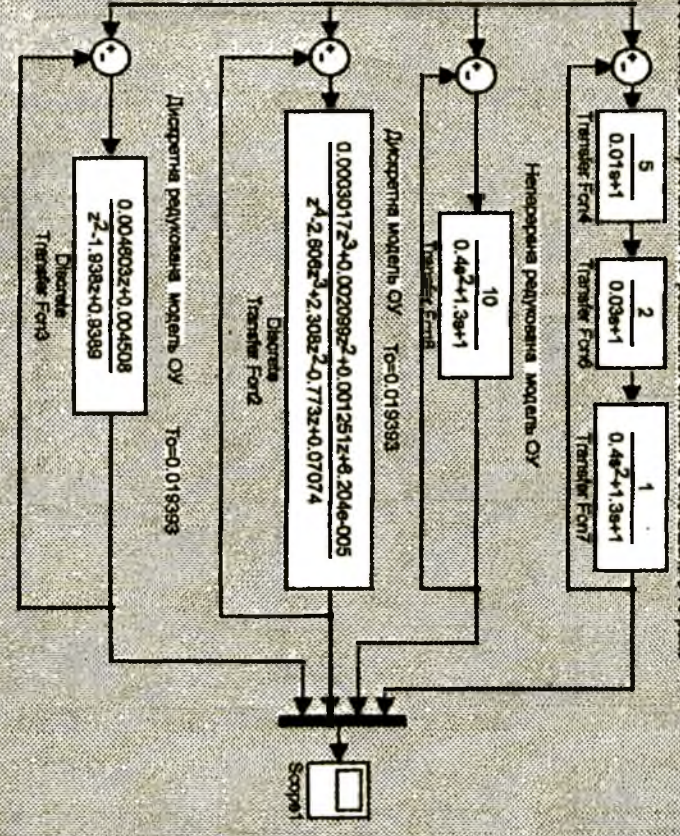 5
0.01s+1
Transfer Fcn4
2
0.03s+1
Transfer Fcn6
1
0.4s²+1.3s+1
Transfer Fcn7
Неперервна редукована модель ОУ
10
0.4s²+1.3s+1
Transfer Fcn8
Дискретна модель ОУ To=0.019393
0.0003017z³+0.002099z²+0.001251z+6.204e-005
z⁴-2.606z³+2.308z²-0.773z+0.07074
Discrete
Transfer Fcn2
Дискретна редукована модель ОУ To=0.019393
0.004603z+0.004508
z²-1.938z+0.9389
Discrete
Transfer Fcn3
Scope1